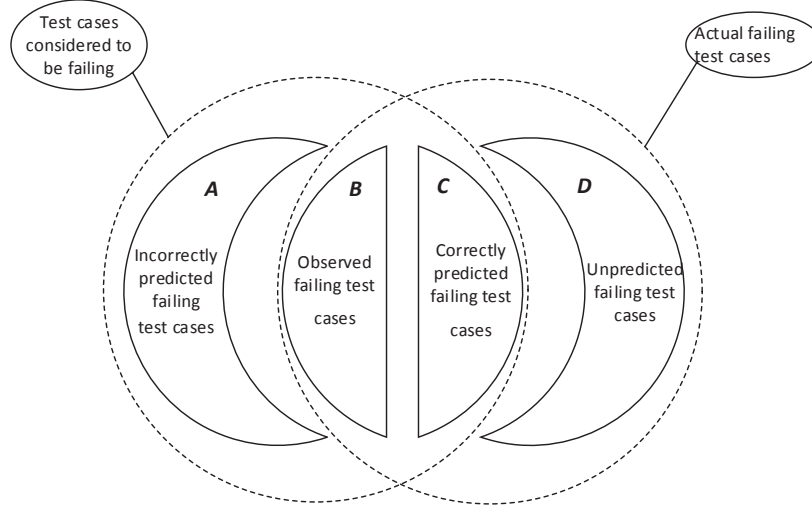 Test cases
considered to
be failing
Actual failing
test cases
A
Incorrectly
predicted
failing
test cases
B
Observed
failing test
cases
C
Correctly
predicted
failing test
cases
D
Unpredicted
failing test
cases